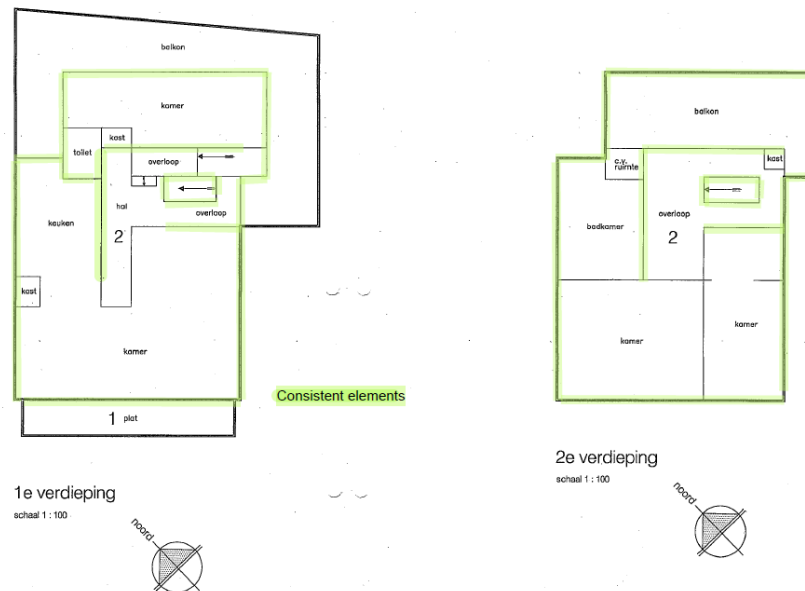 balkon
kamer
kast
toilet
overloop
hal
keuken
overloop
2
kast
kamer
1 plat
Consistent elements
1e verdieping
schaal 1 : 100
noord
balkon
c.v.
ruimte
kast
badkamer
overloop
2
kamer
kamer
2e verdieping
schaal 1 : 100
noord